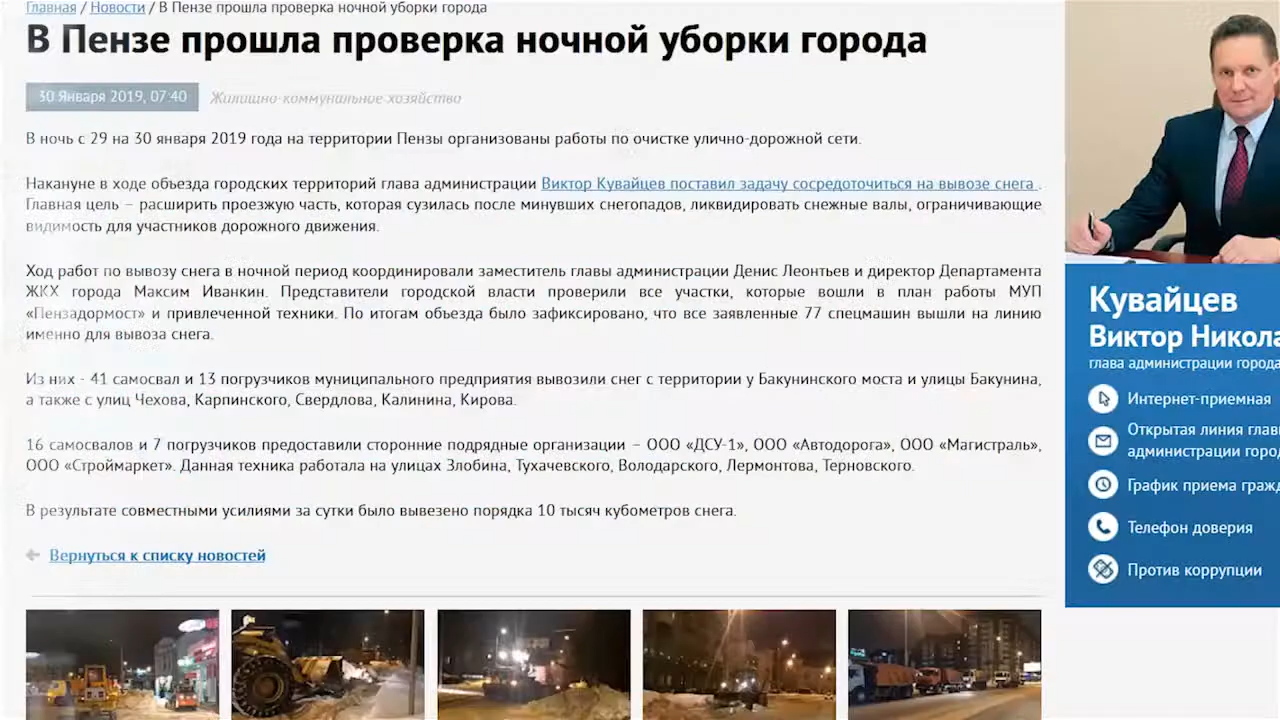 Главная / Новости / В Пензе прошла проверка ночной уборки города
В Пензе прошла проверка ночной уборки города
30 Января 2019, 07:40 Жилищно-коммунальное хозяйство
В ночь с 29 на 30 января 2019 года на территории Пензы организованы работы по очистке улично-дорожной сети.
Накануне в ходе объезда городских территорий глава администрации Виктор Кувайцев поставил задачу сосредоточиться на вывозе снега .
Главная цель – расширить проезжую часть, которая сузилась после минувших снегопадов, ликвидировать снежные валы, ограничивающие
видимость для участников дорожного движения.
Ход работ по вывозу снега в ночной период координировали заместитель главы администрации Денис Леонтьев и директор Департамента
ЖКХ города Максим Иванкин. Представители городской власти проверили все участки, которые вошли в план работы МУП
«Пензадормост» и привлеченной техники. По итогам объезда было зафиксировано, что все заявленные 77 спецмашин вышли на линию
именно для вывоза снега.
Из них - 41 самосвал и 13 погрузчиков муниципального предприятия вывозили снег с территории у Бакунинского моста и улицы Бакунина,
а также с улиц Чехова, Карпинского, Свердлова, Калинина, Кирова.
16 самосвалов и 7 погрузчиков предоставили сторонние подрядные организации – ООО «ДСУ-1», ООО «Автодорога», ООО «Магистраль»,
ООО «Строймаркет». Данная техника работала на улицах Злобина, Тухачевского, Володарского, Лермонтова, Терновского.
В результате совместными усилиями за сутки было вывезено порядка 10 тысяч кубометров снега.
Вернуться к списку новостей
Кувайцев
Виктор Никола
глава администрации города
Интернет-приемная
Открытая линия глав
администрации горо
График приема граж
Телефон доверия
Против коррупции